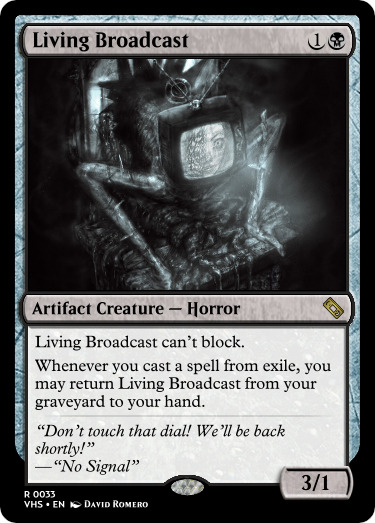 Living Broadcast 1
Artifact Creature — Horror
Living Broadcast can't block.
Whenever you cast a spell from exile, you
may return Living Broadcast from your
graveyard to your hand.
“Don't touch that dial! We'll be back
shortly!”
—“No Signal”
3/1
R 0033
VHS • EN David Romero